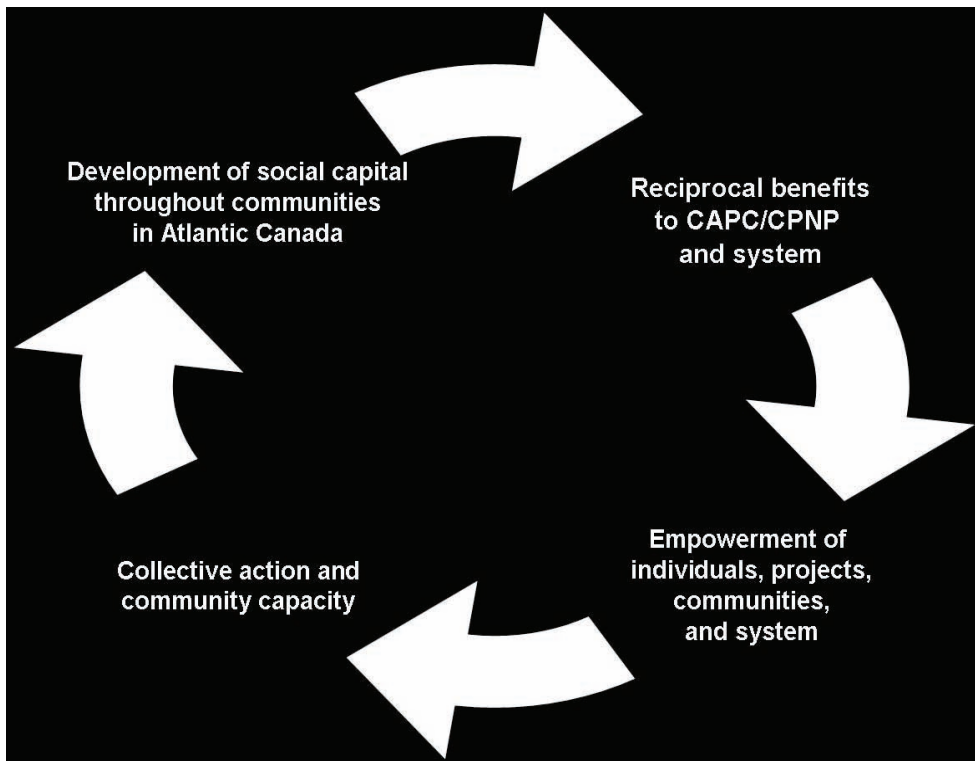 Development of social capital
throughout communities
in Atlantic Canada
Reciprocal benefits
to CAPC/CPNP
and system
Empowerment of
individuals, projects,
communities,
and system
Collective action and
community capacity